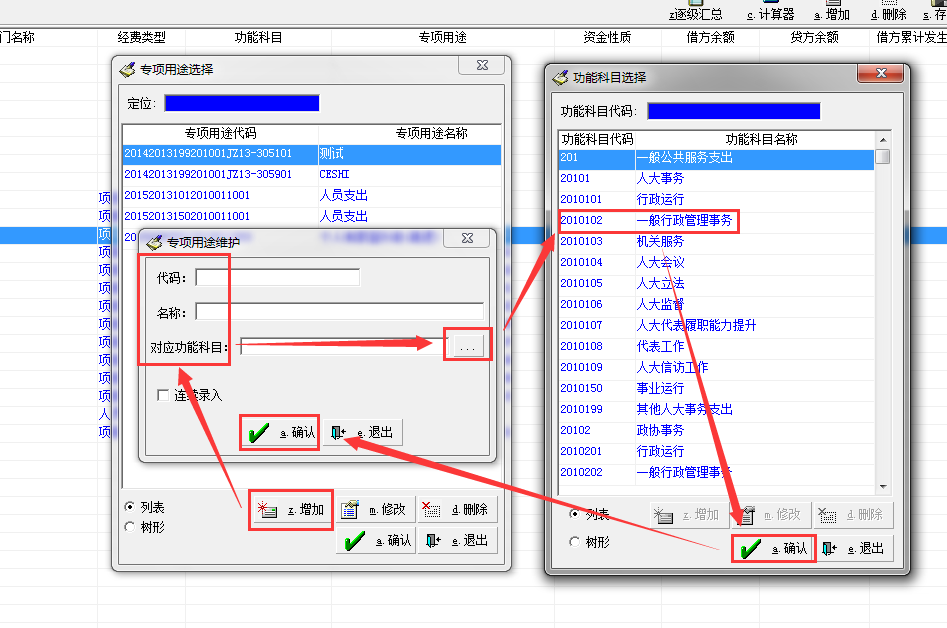 z逐级汇总 c.计算器 a.增加 d.删除 s.存
门名称 经费类型 功能科目 专项用途 资金性质 借方余额 贷方余额 借方累计发生
专项用途选择
定位:
专项用途代码 专项用途名称
20142013199201001JZ13-305101 测试
20142013199201001JZ13-305901 CESHI
201520131012010011001 人员支出
201520131502010011001 人员支出
20
项
项
项
项
项
项
项
项
项
项
项
项
人
项
专项用途维护
代码:
名称:
对应功能科目:
...
连续录入
a.确认 e.退出
列表
树形
z.增加 m.修改 d.删除
a.确认 e.退出
功能科目选择
功能科目代码:
功能科目代码 功能科目名称
201 一般公共服务支出
20101 人大事务
2010101 行政运行
2010102 一般行政管理事务
2010103 机关服务
2010104 人大会议
2010105 人大立法
2010106 人大监督
2010107 人大代表履职能力提升
2010108 代表工作
2010109 人大信访工作
2010150 事业运行
2010199 其他人大事务支出
20102 政协事务
2010201 行政运行
2010202 一般行政管理事务
列表
树形
z.增加 m.修改 d.删除
a.确认 e.退出